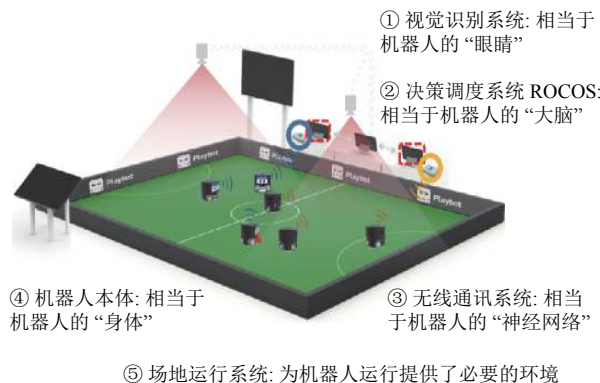 ① 视觉识别系统: 相当于
机器人的 “眼睛”
② 决策调度系统 ROCOS:
相当于机器人的 “大脑”
Playbot
Playbot
Playbot
Playbot
④ 机器人本体: 相当于
机器人的 “身体”
③ 无线通讯系统: 相当
于机器人的 “神经网络”
⑤ 场地运行系统: 为机器人运行提供了必要的环境